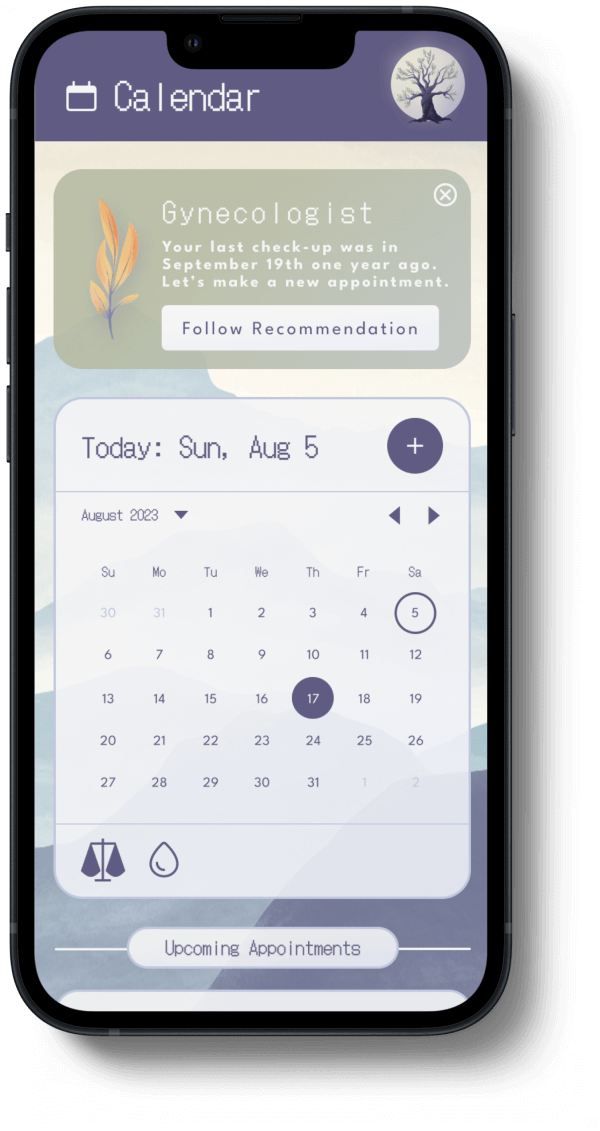 Calendar
Gynecologist
Your last check-up was in
September 19th one year ago.
Let's make a new appointment.
Follow Recommendation
Today: Sun, Aug 5
+
August 2023
Su Mo Tu We Th Fr Sa
30 31 1 2 3 4 5
6 7 8 9 10 11 12
13 14 15 16 17 18 19
20 21 22 23 24 25 26
27 28 29 30 31 1 2
Upcoming Appointments